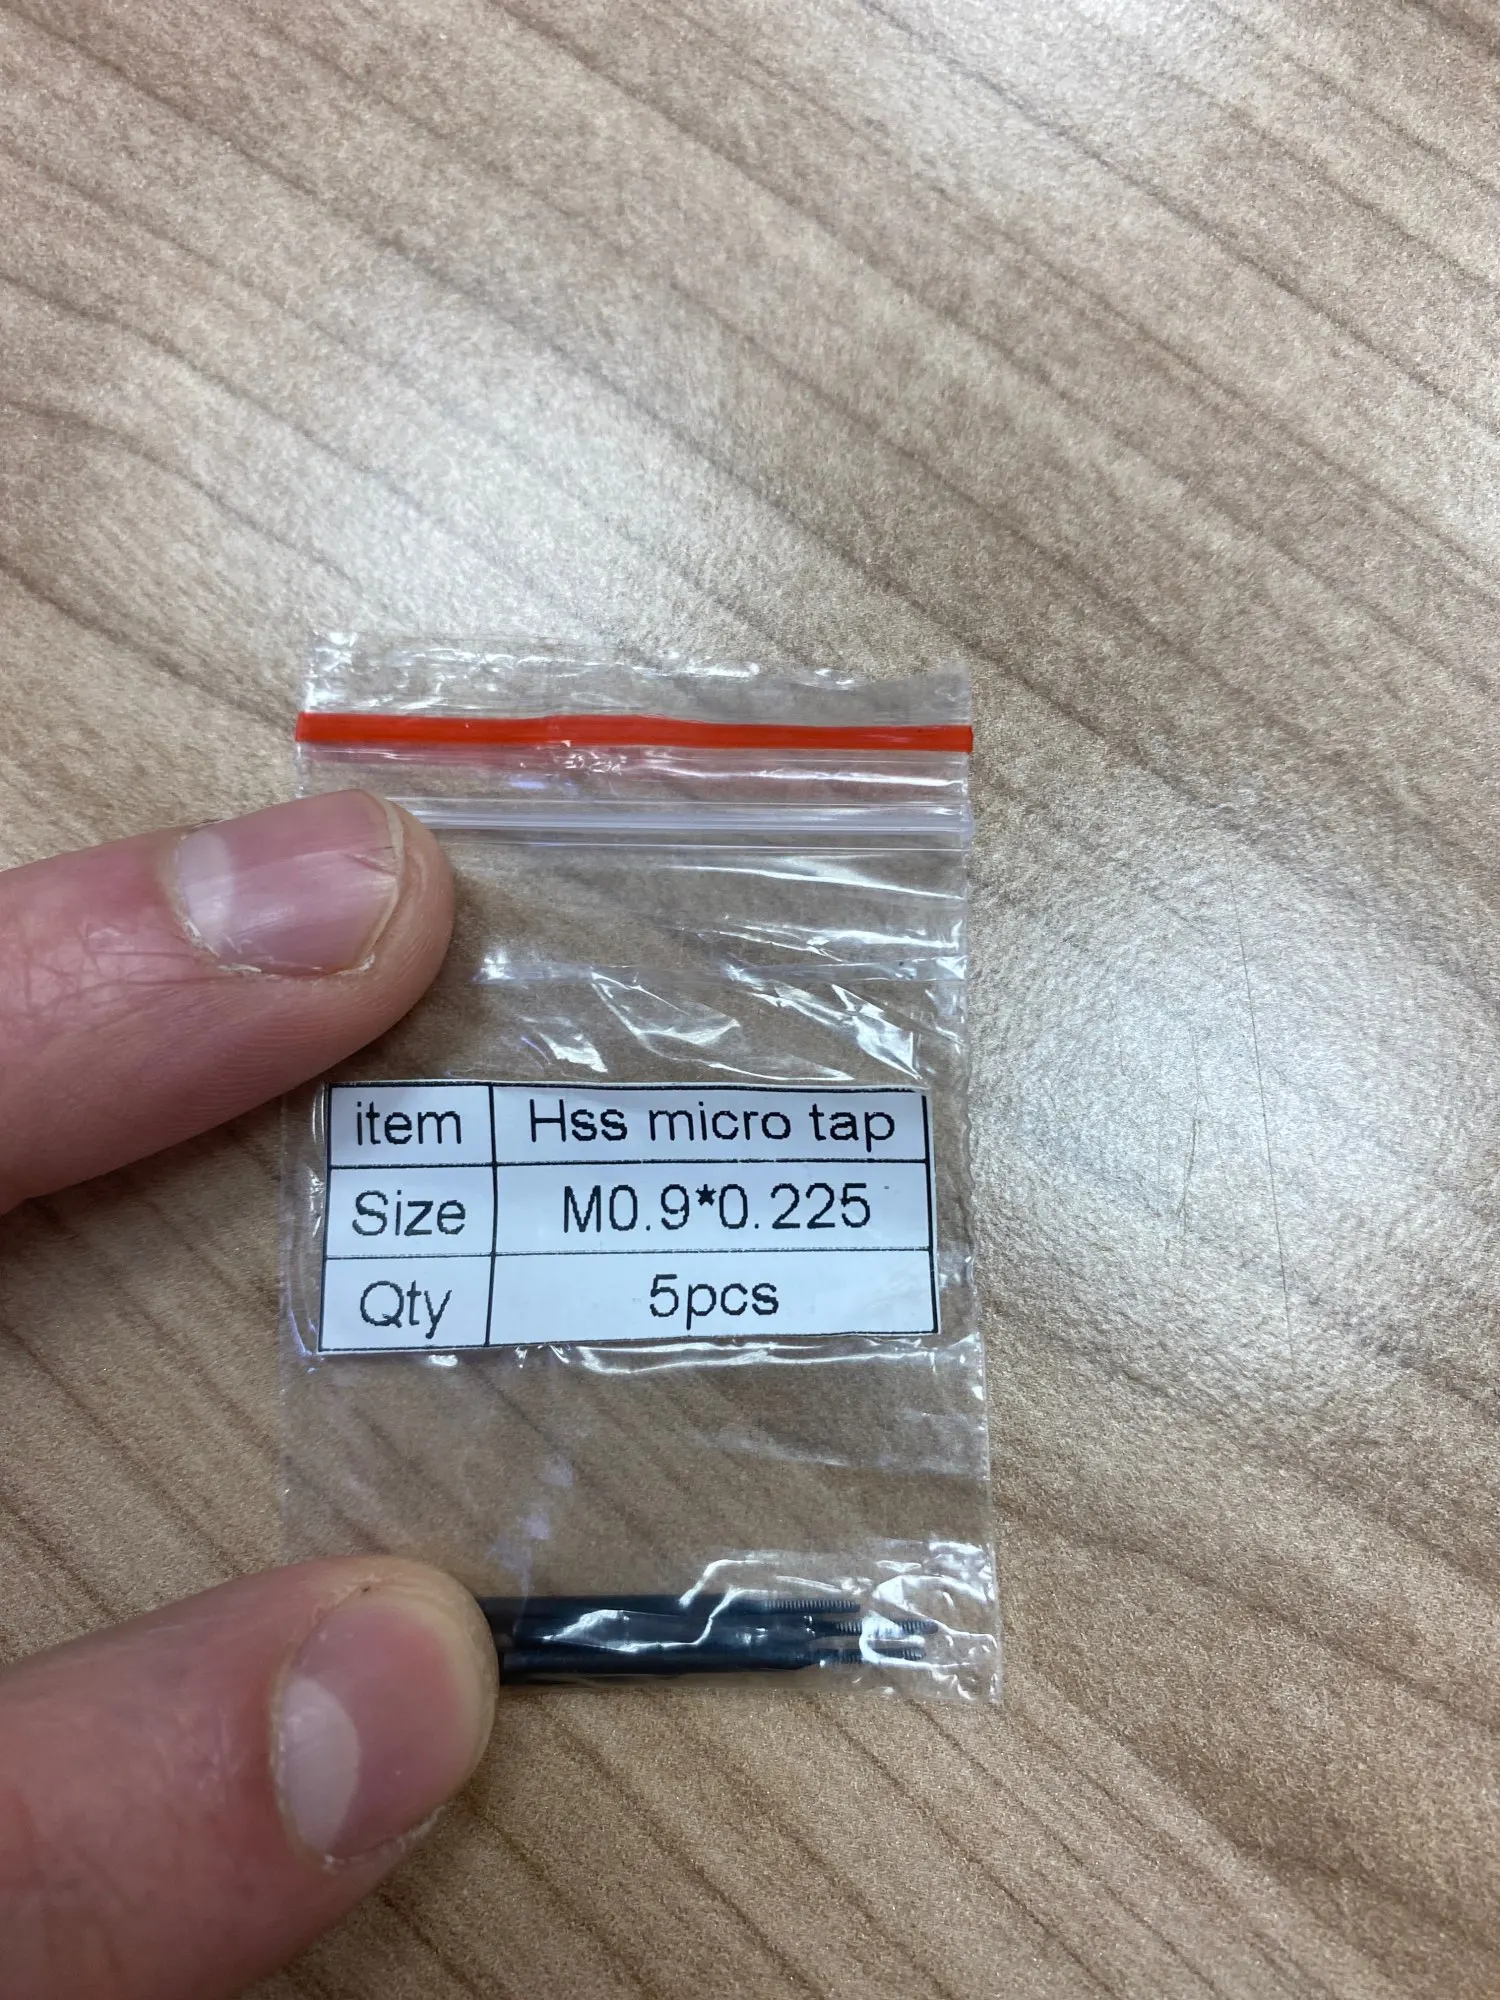 item Hss micro tap
Size M0.9*0.225
Qty 5pcs